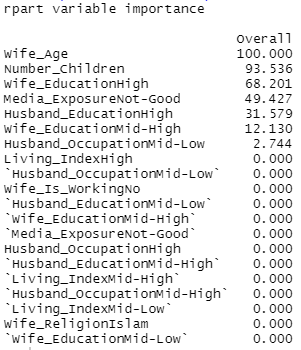 rpart variable importance
Overall
Wife_Age 100.000
Number_Children 93.536
Wife_EducationHigh 68.201
Media_ExposureNot-Good 49.427
Husband_EducationHigh 31.579
Wife_EducationMid-High 12.130
Husband_OccupationMid-Low 2.744
Living_IndexHigh 0.000
`Husband_OccupationMid-Low` 0.000
Wife_Is_WorkingNo 0.000
`Husband_EducationMid-Low` 0.000
`Wife_EducationMid-High` 0.000
`Media_ExposureNot-Good` 0.000
Husband_OccupationHigh 0.000
`Husband_EducationMid-High` 0.000
`Living_IndexMid-High` 0.000
`Husband_OccupationMid-High` 0.000
`Living_IndexMid-Low` 0.000
Wife_ReligionIslam 0.000
`Wife_EducationMid-Low` 0.000